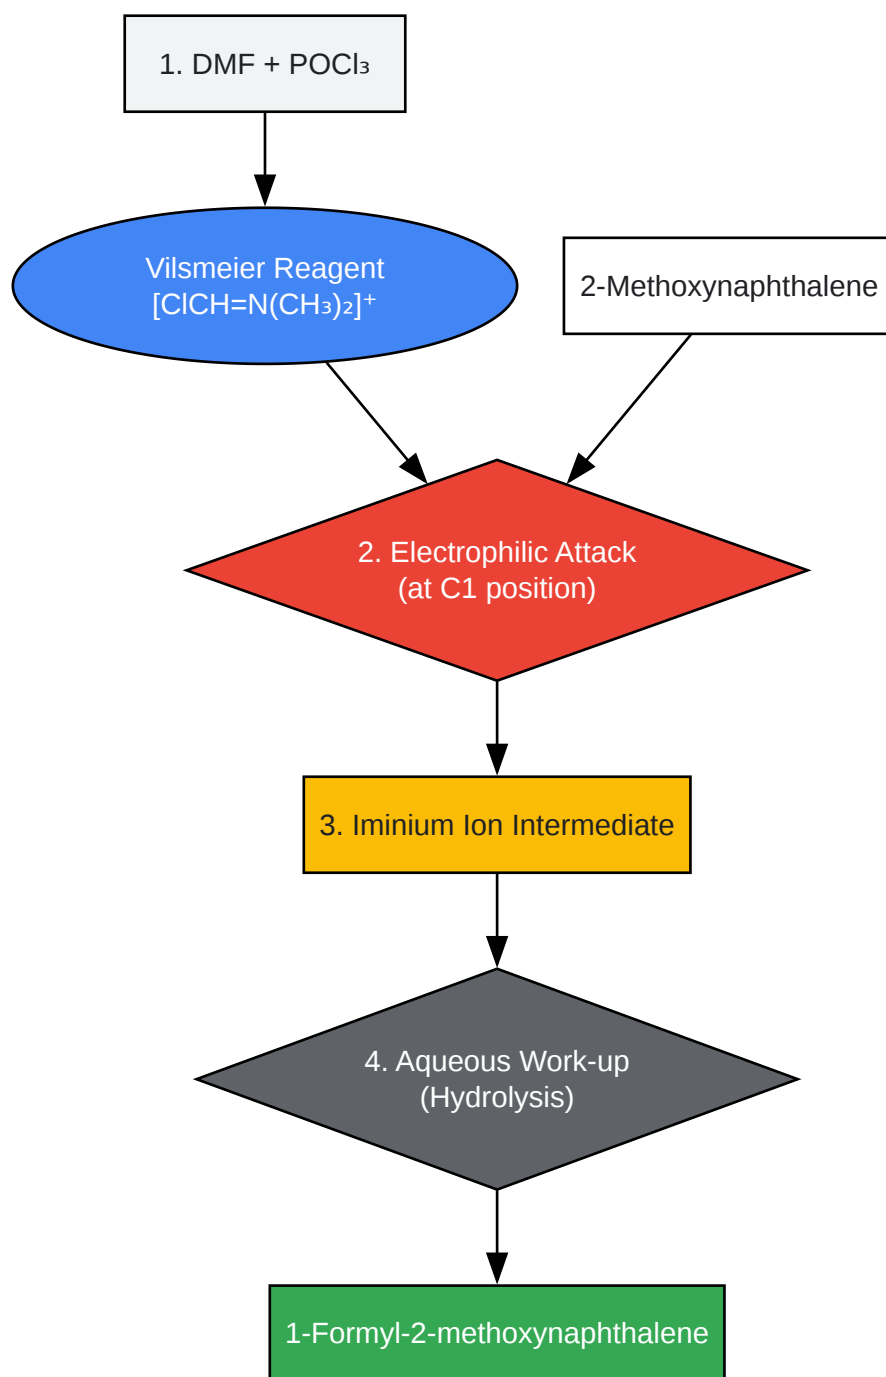 1. DMF + POCl₃
Vilsmeier Reagent
[ClCH=N(CH₃)₂]⁺
2-Methoxynaphthalene
2. Electrophilic Attack
(at C1 position)
3. Iminium Ion Intermediate
4. Aqueous Work-up
(Hydrolysis)
1-Formyl-2-methoxynaphthalene